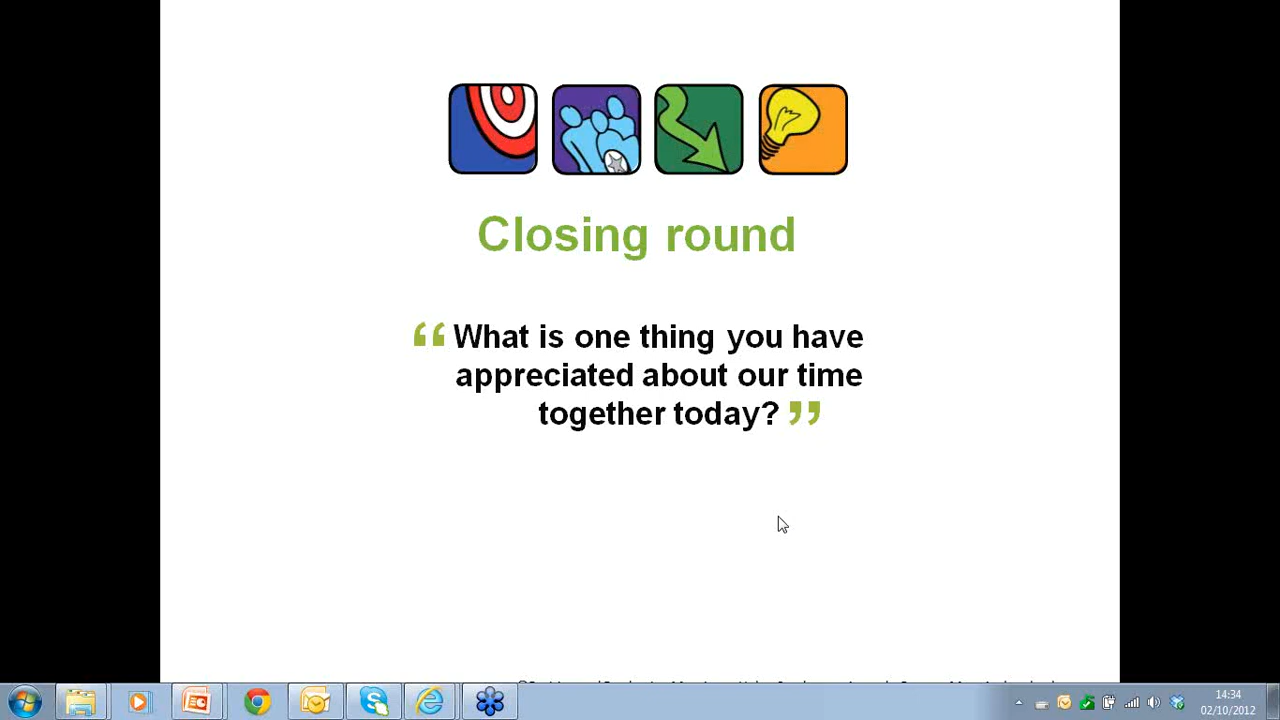 Closing round
“What is one thing you have
appreciated about our time
together today?”
14:34
02/10/2012